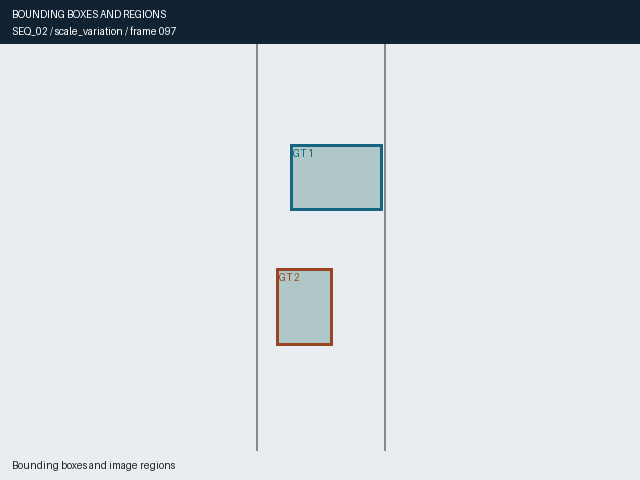 BOUNDING BOXES AND REGIONS
SEQ_02 / scale_variation / frame 097
GT1
GT2
Bounding boxes and image regions